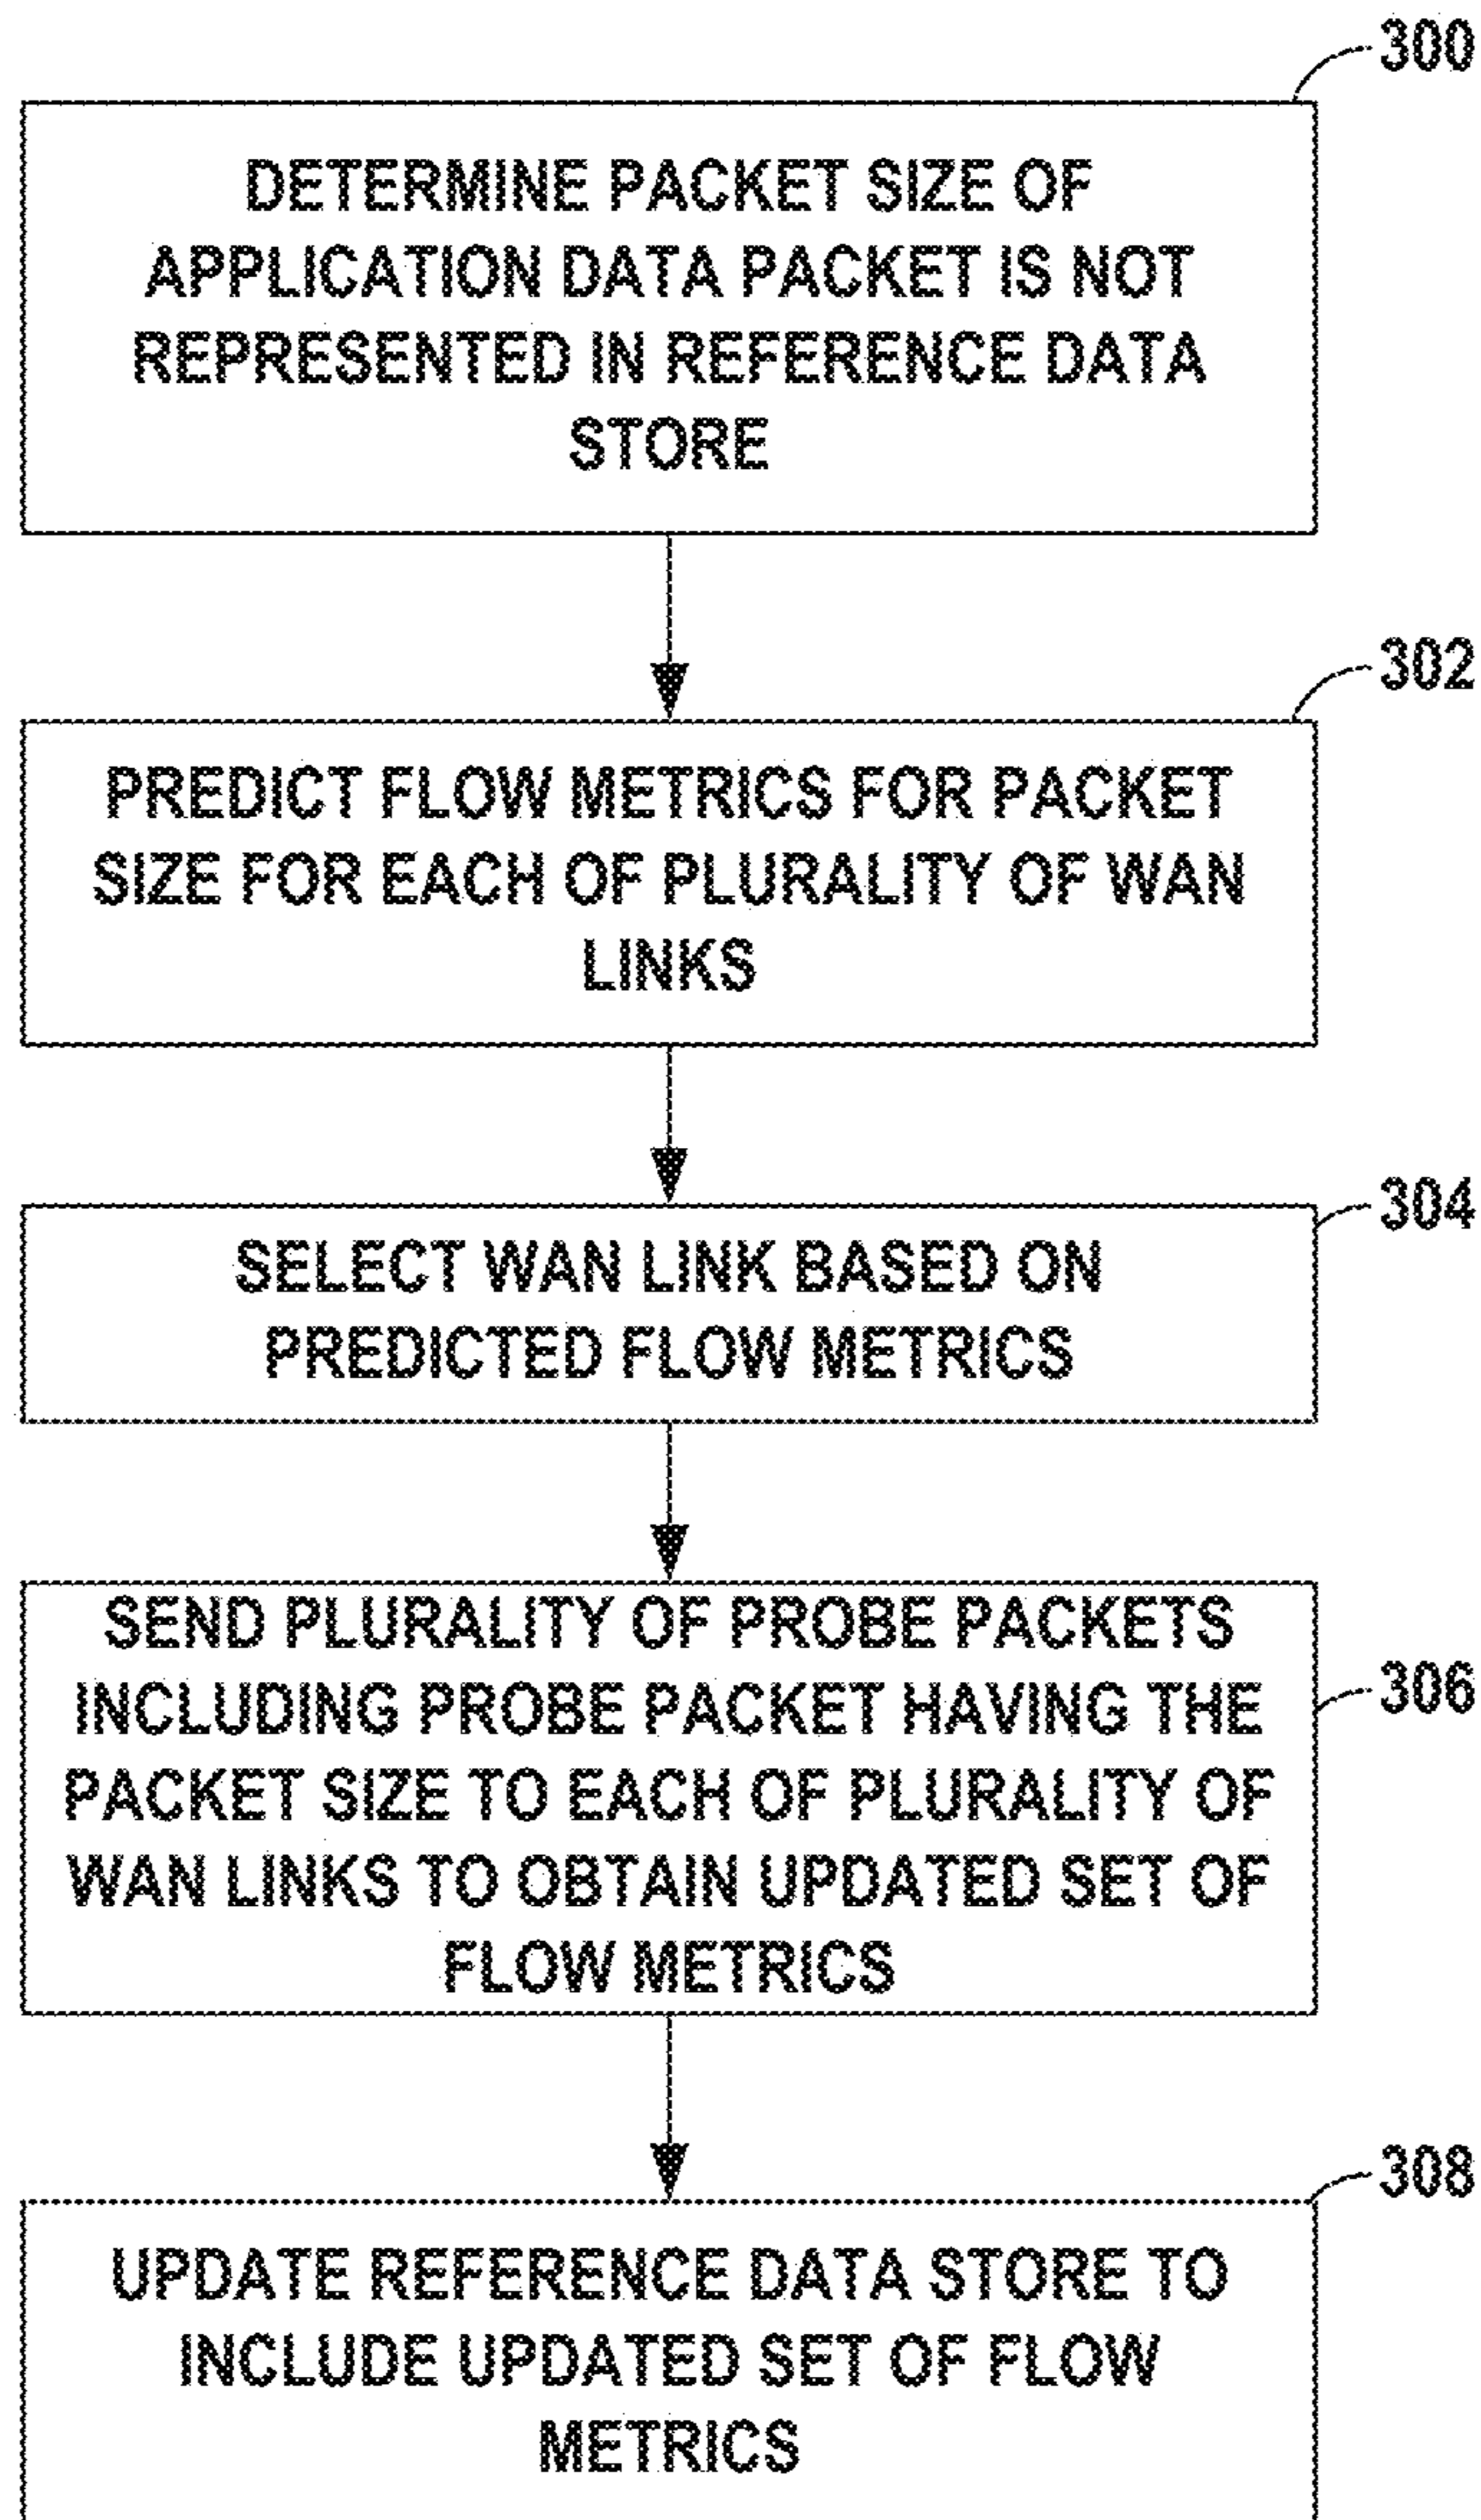 300
DETERMINE PACKET SIZE OF
APPLICATION DATA PACKET IS NOT
REPRESENTED IN REFERENCE DATA
STORE
302
PREDICT FLOW METRICS FOR PACKET
SIZE FOR EACH OF PLURALITY OF WAN
LINKS
304
SELECT WAN LINK BASED ON
PREDICTED FLOW METRICS
SEND PLURALITY OF PROBE PACKETS
INCLUDING PROBE PACKET HAVING THE
306
PACKET SIZE TO EACH OF PLURALITY OF
WAN LINKS TO OBTAIN UPDATED SET OF
FLOW METRICS
308
UPDATE REFERENCE DATA STORE TO
INCLUDE UPDATED SET OF FLOW
METRICS